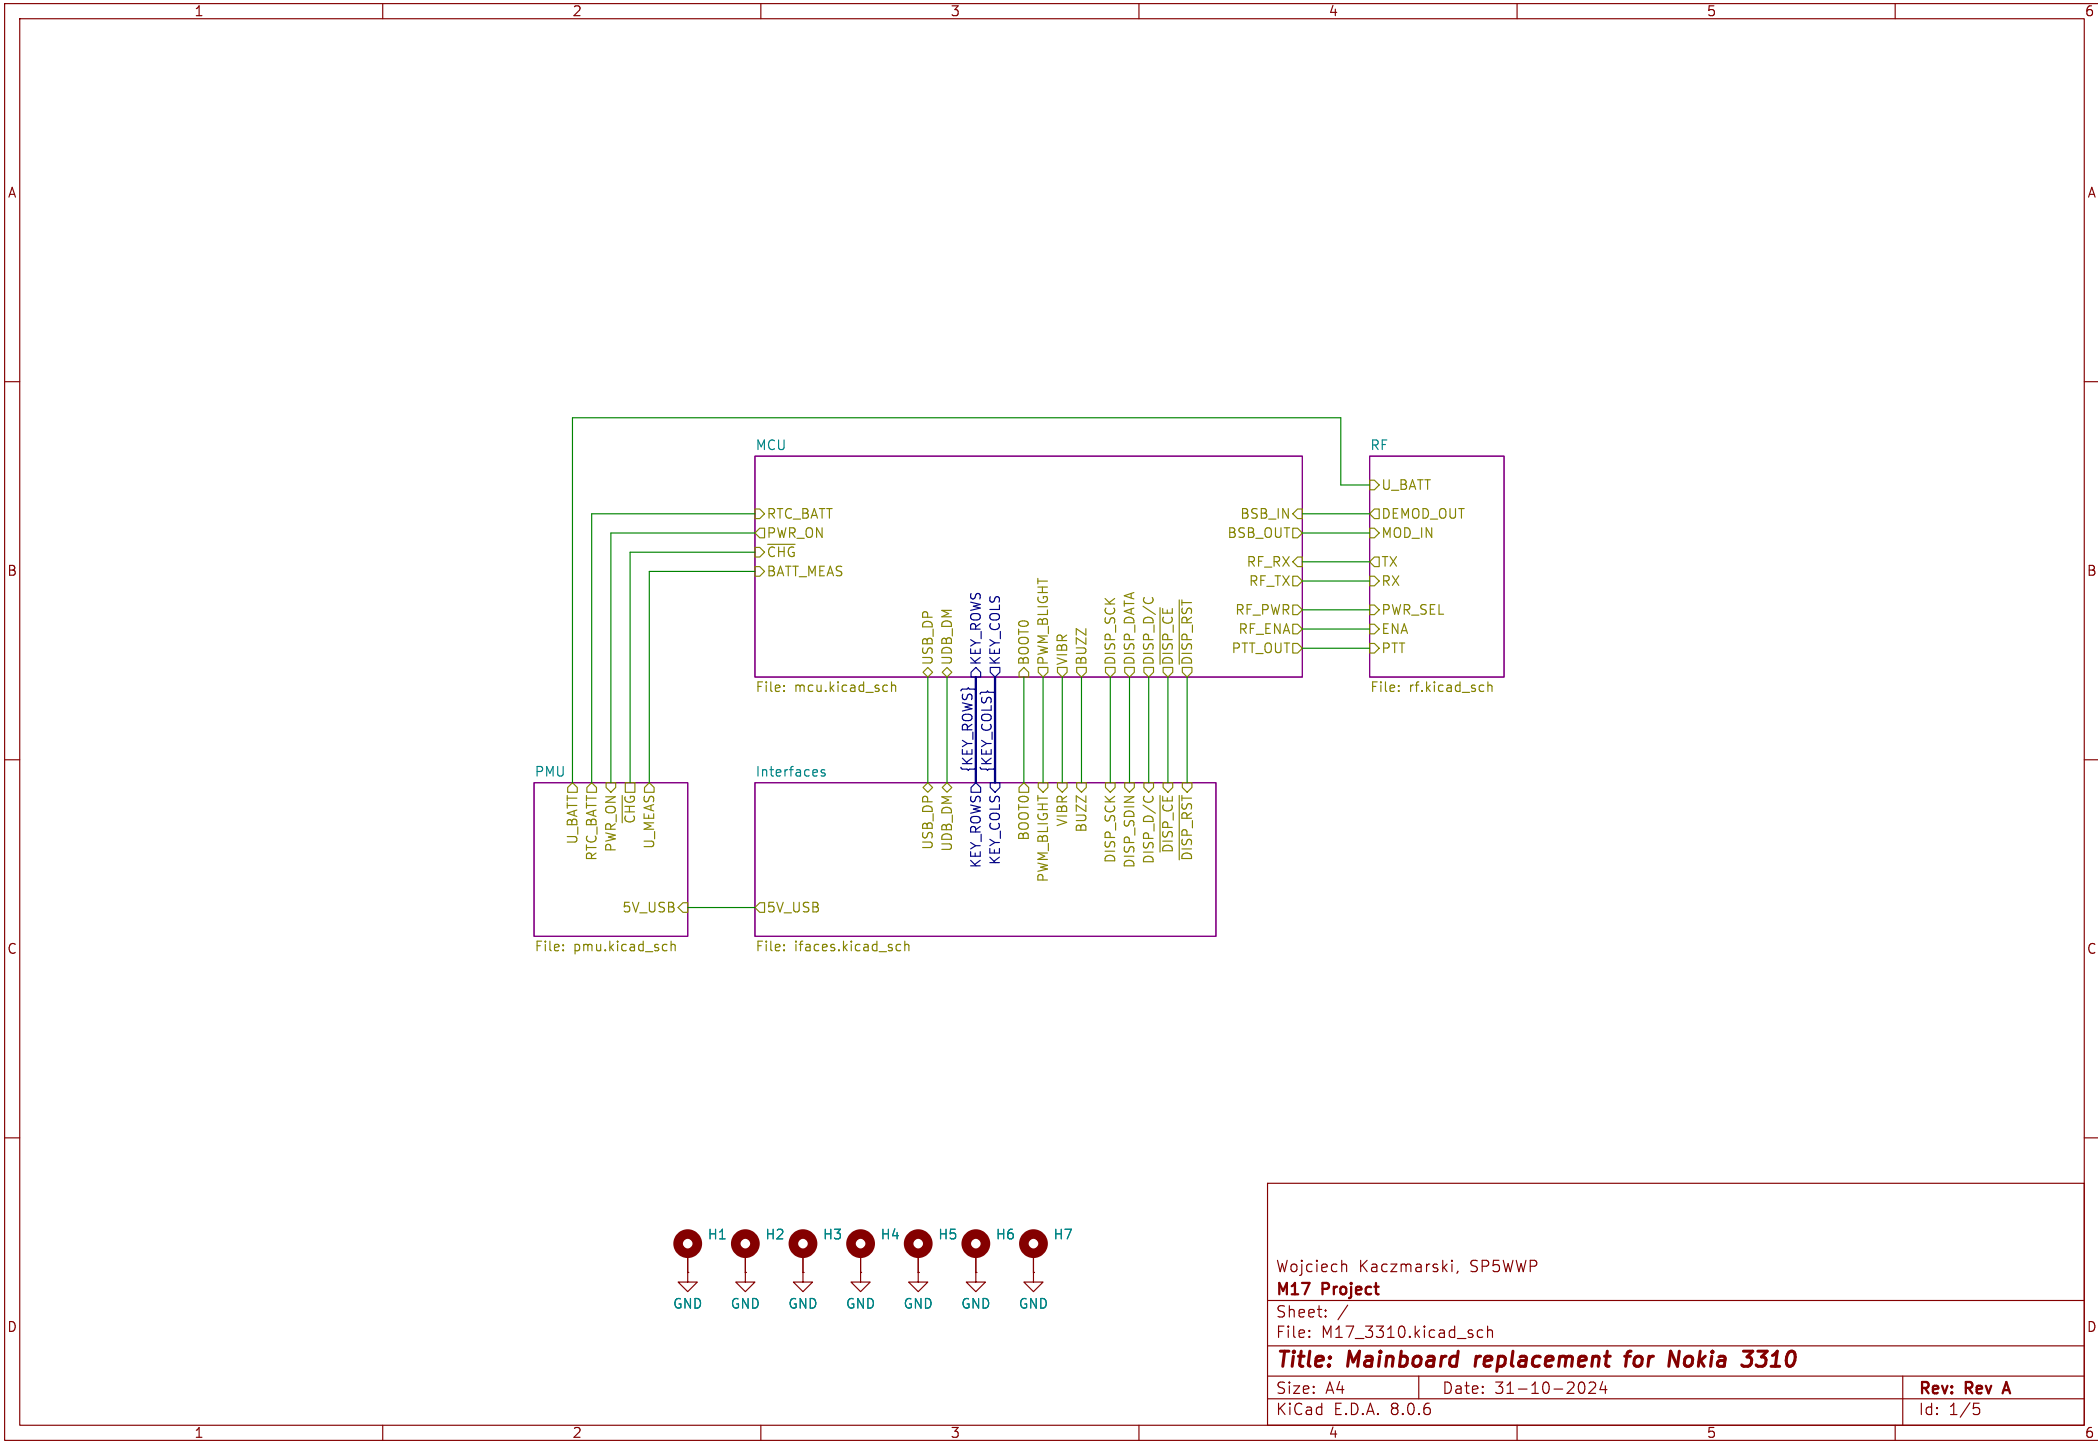 1 2 3 4 5 6
A A
B B
C C
D D
MCU
RTC_BATT
PWR_ON
CHG
BATT_MEAS
BSB_IN
BSB_OUT
RF_RX
RF_TX
RF_PWR
RF_ENA
PTT_OUT
USB_DP
UDB_DM
KEY_ROWS
KEY_COLS
BOOT0
PWM_BLIGHT
VIBR
BUZZ
DISP_SCK
DISP_DATA
DISP_D/C
DISP_CE
DISP_RST
File: mcu.kicad_sch
RF
U_BATT
DEMOD_OUT
MOD_IN
TX
RX
PWR_SEL
ENA
PTT
File: rf.kicad_sch
{KEY_ROWS}
{KEY_COLS}
PMU
U_BATT
RTC_BATT
PWR_ON
CHG
U_MEAS
5V_USB
File: pmu.kicad_sch
Interfaces
USB_DP
UDB_DM
KEY_ROWS
KEY_COLS
BOOT0
PWM_BLIGHT
VIBR
BUZZ
DISP_SCK
DISP_SDIN
DISP_D/C
DISP_CE
DISP_RST
5V_USB
File: ifaces.kicad_sch
H1 H2 H3 H4 H5 H6 H7
GND GND GND GND GND GND GND
Wojciech Kaczmarski, SP5WWP
M17 Project
Sheet: /
File: M17_3310.kicad_sch
Title: Mainboard replacement for Nokia 3310
Size: A4 Date: 31-10-2024 Rev: Rev A
KiCad E.D.A. 8.0.6 Id: 1/5
1 2 3 4 5 6